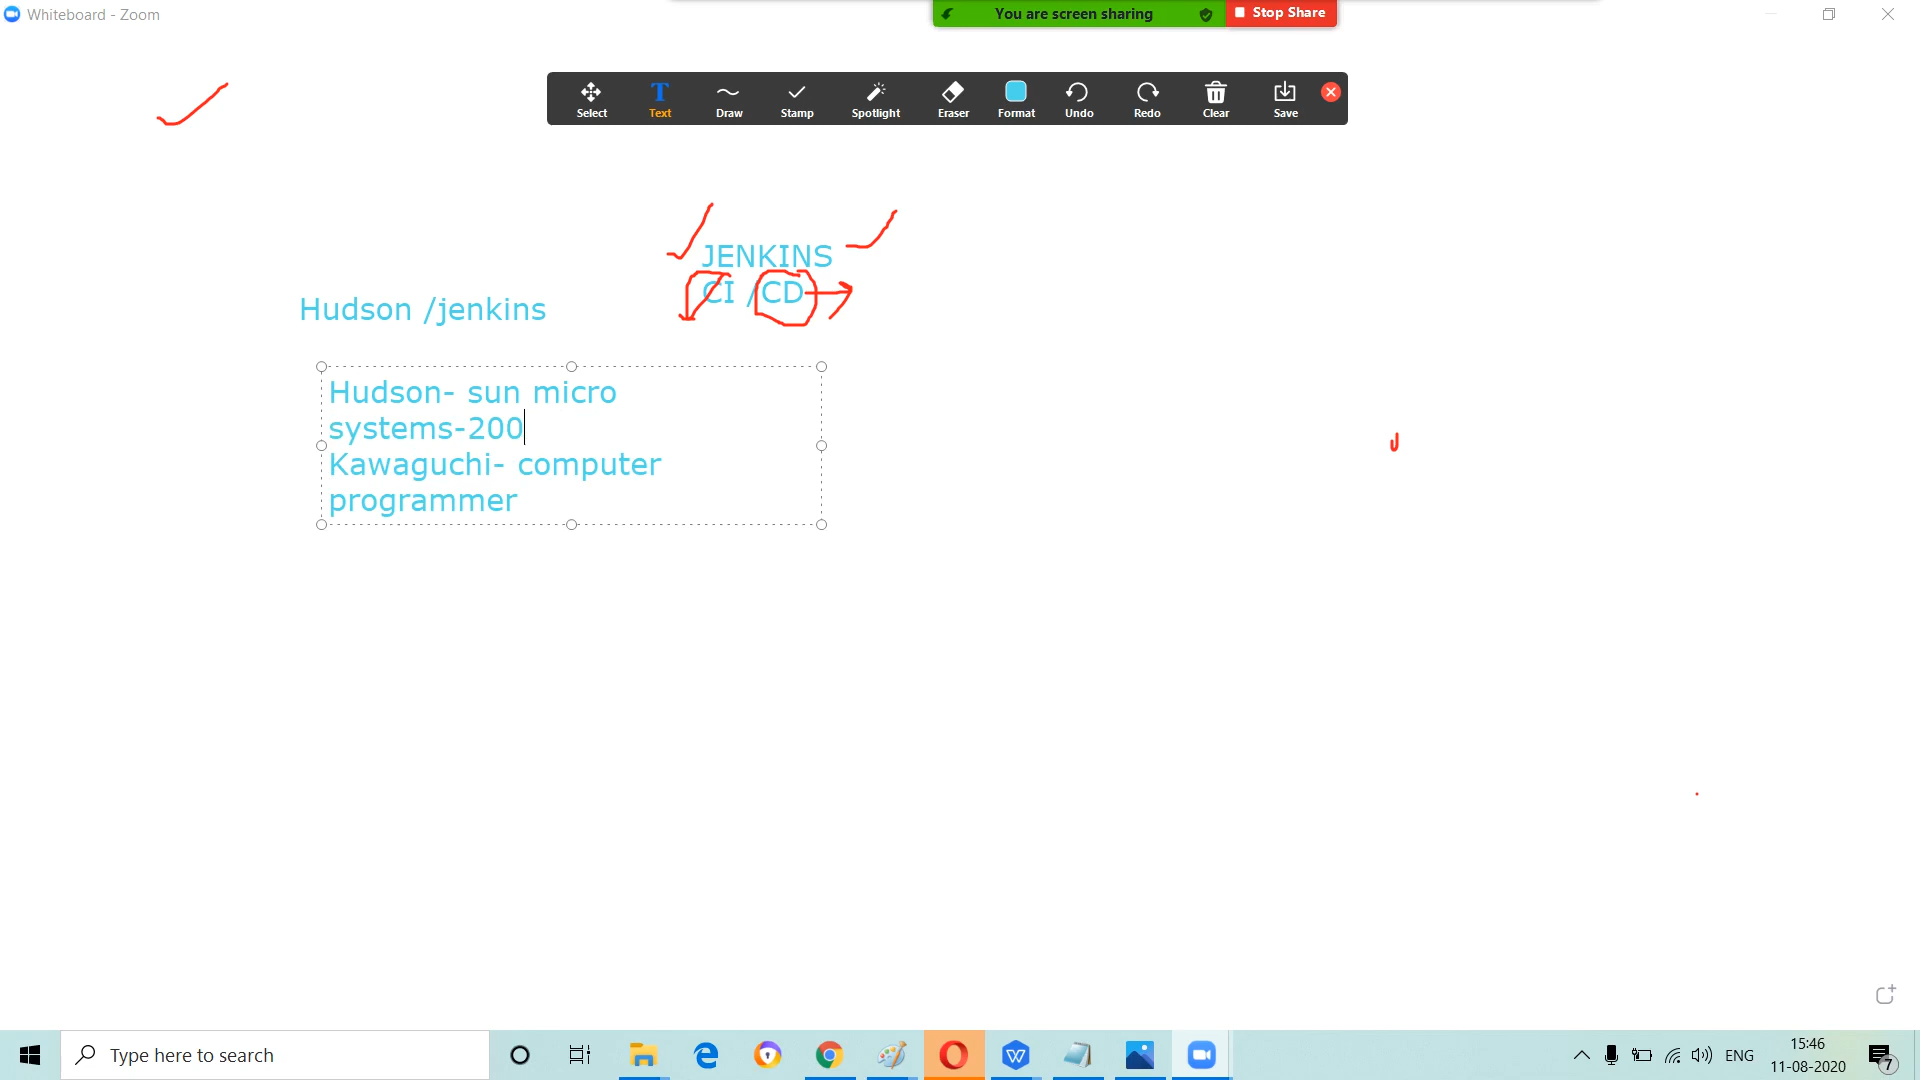 Whiteboard - Zoom
You are screen sharing
Stop Share
Select
Text
Draw
Stamp
Spotlight
Eraser
Format
Undo
Redo
Clear
Save
JENKINS
CI /CD
Hudson /jenkins
Hudson- sun micro
systems-200
Kawaguchi- computer
programmer
Type here to search
ENG
15:46
11-08-2020
7